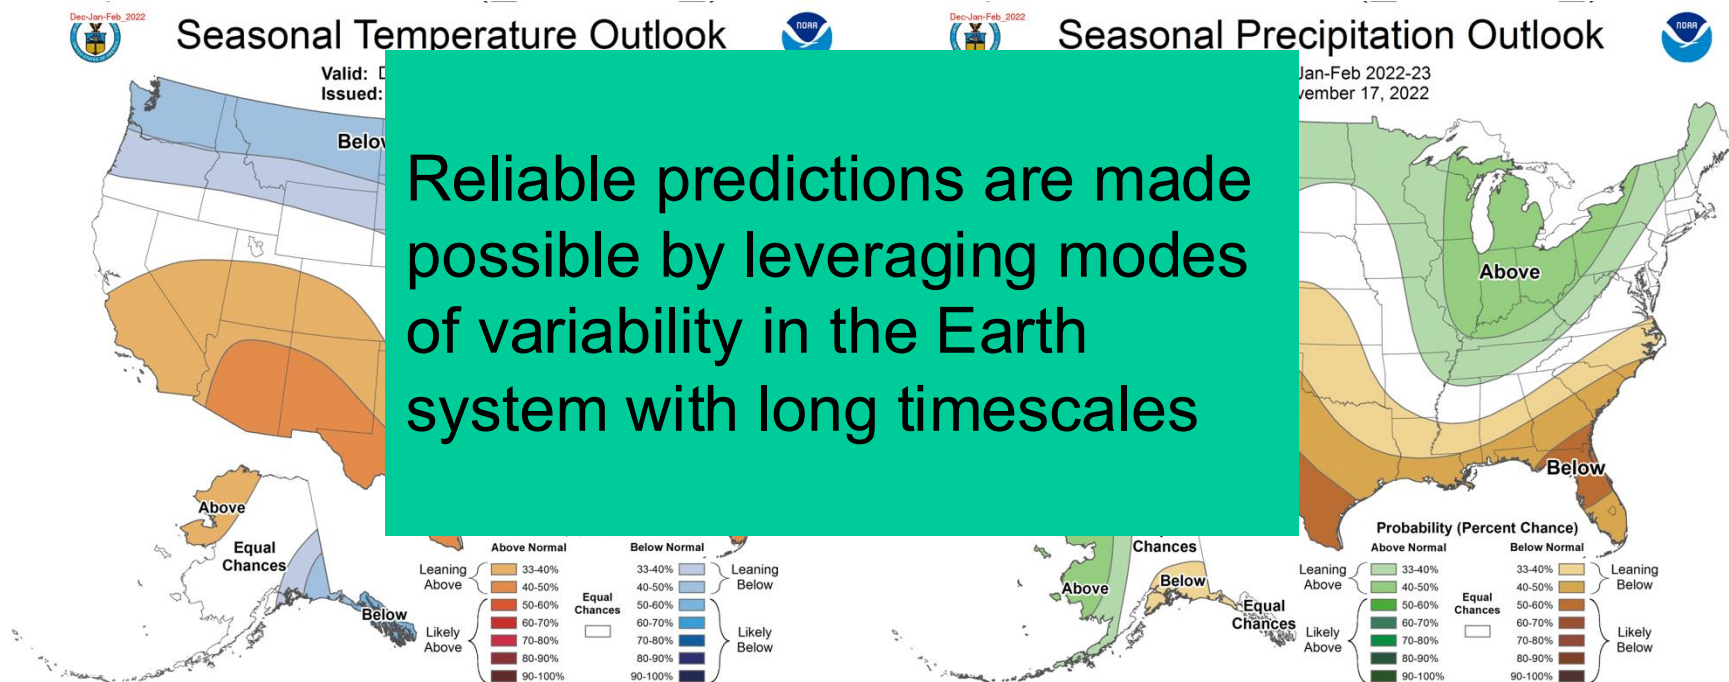 Dec-Jan-Feb_2022
Seasonal Temperature Outlook
NOAA
Valid:
Issued:
Above
Equal
Chances
Below
Above Normal
Below Normal
Leaning
Above
33-40%
40-50%
50-60%
60-70%
70-80%
80-90%
90-100%
Likely
Above
Equal
Chances
33-40%
40-50%
50-60%
60-70%
70-80%
80-90%
90-100%
Leaning
Below
Likely
Below
Reliable predictions are made
possible by leveraging modes
of variability in the Earth
system with long timescales
Dec-Jan-Feb_2022
Seasonal Precipitation Outlook
NOAA
Jan-Feb 2022-23
17, 2022
Above
Below
Chances
Above
Below
Equal
Chances
Probability (Percent Chance)
Above Normal
Below Normal
Leaning
Above
33-40%
40-50%
50-60%
60-70%
70-80%
80-90%
90-100%
Likely
Above
Equal
Chances
33-40%
40-50%
50-60%
60-70%
70-80%
80-90%
90-100%
Leaning
Below
Likely
Below